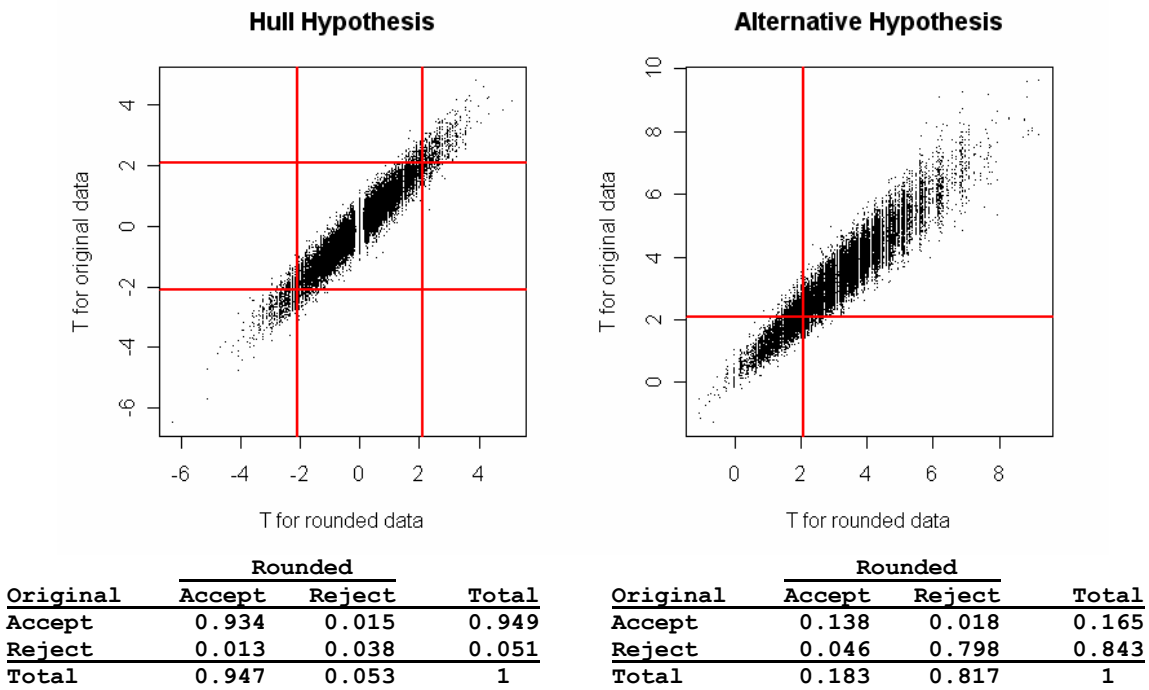 Hull Hypothesis
4
2
0
-2
-4
-6
T for original data
-6 -4 -2 0 2 4
T for rounded data
Alternative Hypothesis
10
8
6
4
2
0
T for original data
0 2 4 6 8
T for rounded data
Rounded
Original Accept Reject Total
Accept 0.934 0.015 0.949
Reject 0.013 0.038 0.051
Total 0.947 0.053 1
Rounded
Original Accept Reject Total
Accept 0.138 0.018 0.165
Reject 0.046 0.798 0.843
Total 0.183 0.817 1